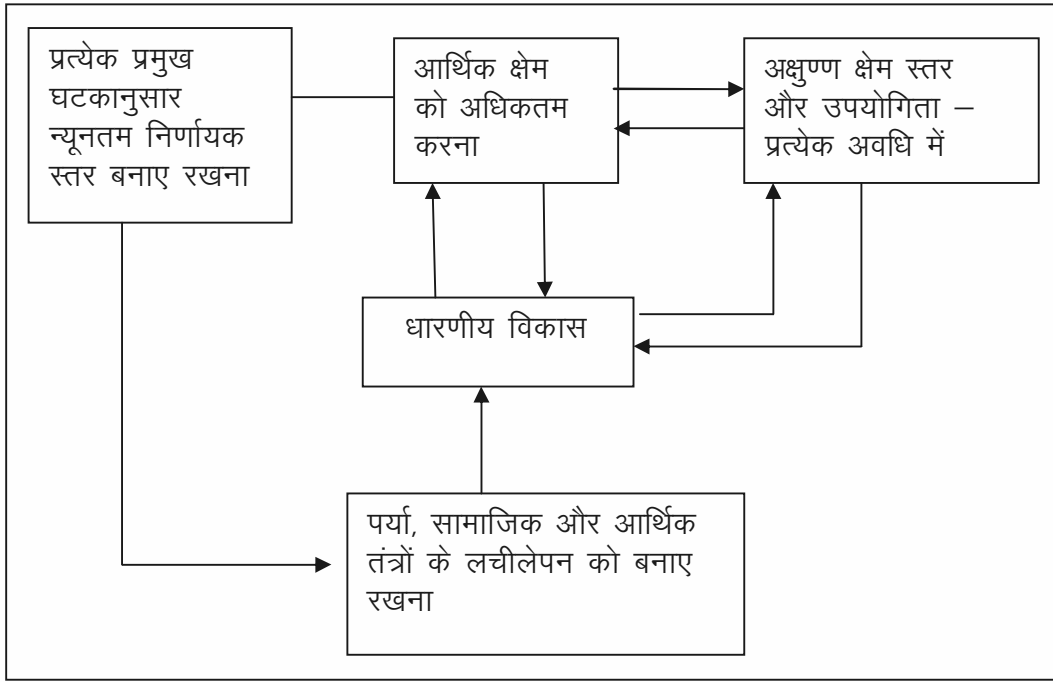 प्रत्येक प्रमुख
घटकानुसार
न्यूनतम निर्णायक
स्तर बनाए रखना
आर्थिक क्षेम
को अधिकतम
करना
अक्षुण्ण क्षेम स्तर
और उपयोगिता –
प्रत्येक अवधि में
धारणीय विकास
पर्या, सामाजिक और आर्थिक
तंत्रों के लचीलेपन को बनाए
रखना